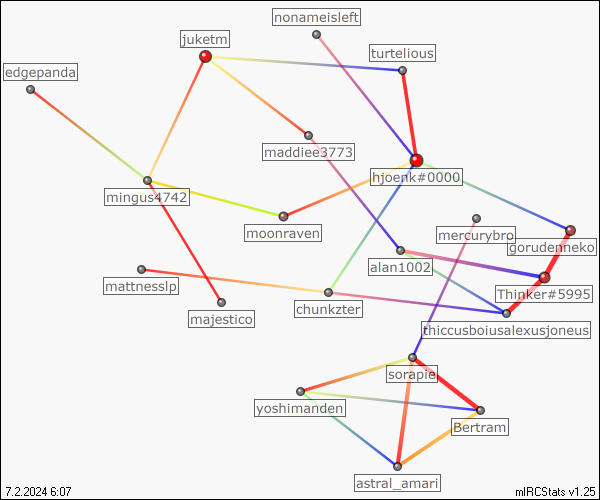 nonameisleft
juketm
turtelious
edgepanda
maddiee3773
hjoenk#0000
mingus4742
moonraven
mercurybro
gorudenneko
alan1002
mattnesslp
Thinker#5995
chunkzter
majestico
thiccusboiusalexusjoneus
sorapie
yoshimanden
Bertram
astral_amari
7.2.2024 6:07
mIRCStats v1.25